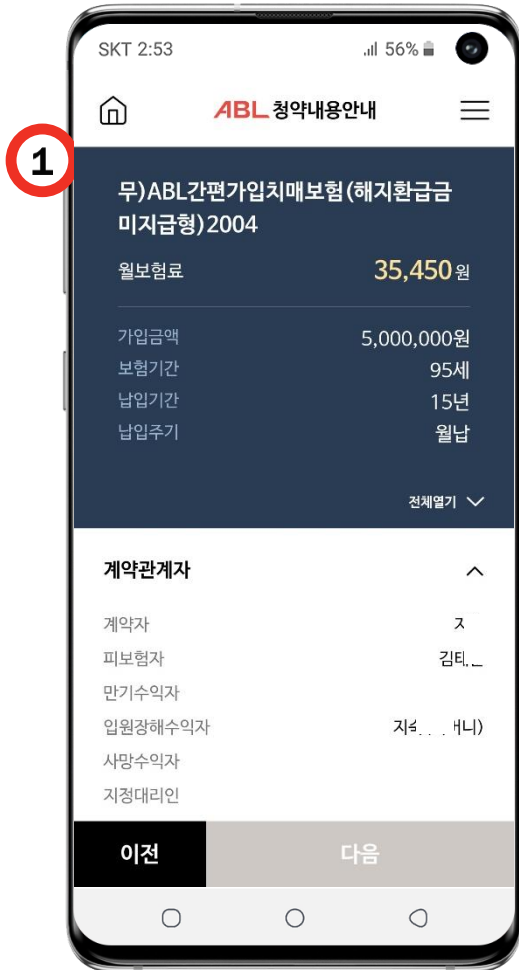 SKT 2:53 56%
ABL 청약내용안내
1
무)ABL간편가입치매보험(해지환급금
미지급형)2004
월보험료 35,450원
가입금액 5,000,000원
보험기간 95세
납입기간 15년
납입주기 월납
전체열기
계약관계자
계약자
피보험자
만기수익자
입원장해수익자
사망수익자
지정대리인
이전 다음